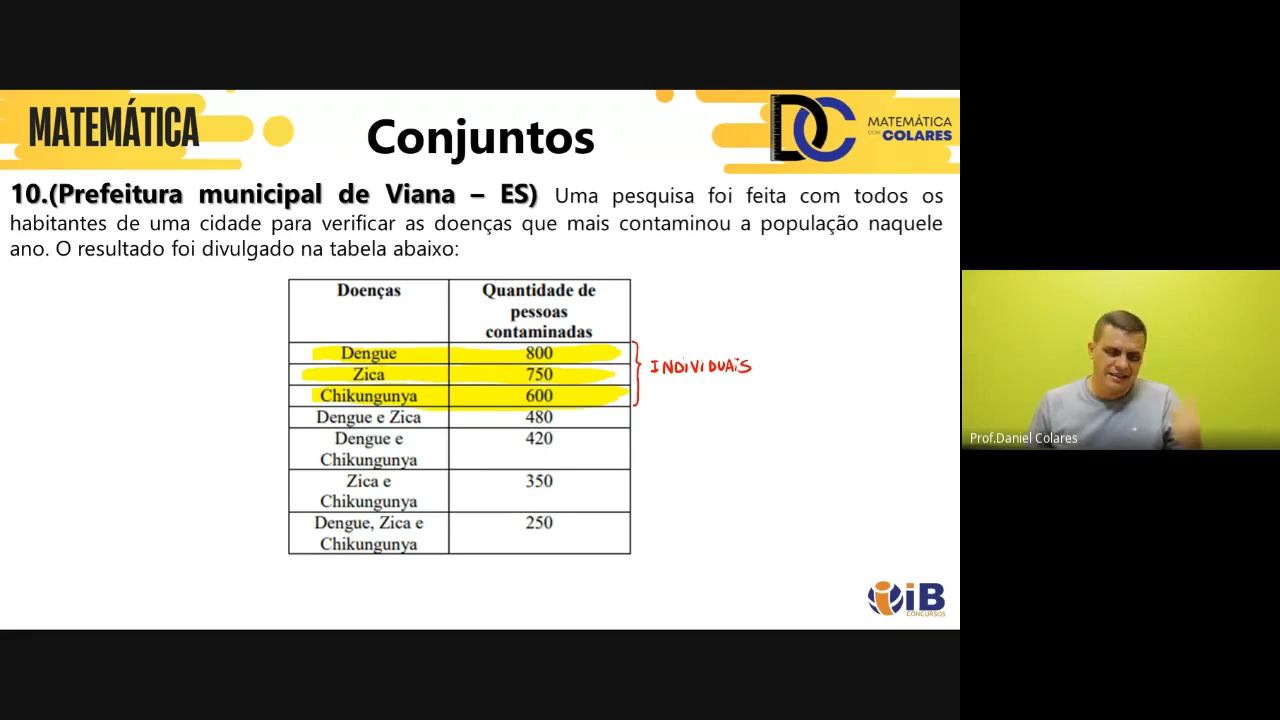 MATEMÁTICA
Conjuntos
DC
MATEMÁTICA
COM COLARES
10.(Prefeitura municipal de Viana – ES) Uma pesquisa foi feita com todos os
habitantes de uma cidade para verificar as doenças que mais contaminou a população naquele
ano. O resultado foi divulgado na tabela abaixo:
Doenças Quantidade de
pessoas
contaminadas
Dengue 800
Zica 750
Chikungunya 600
INDIVIDUAIS
Dengue e Zica 480
Dengue e 420
Chikungunya
Zica e 350
Chikungunya
Dengue, Zica e 250
Chikungunya
Prof.Daniel Colares
iB
CONCURSOS